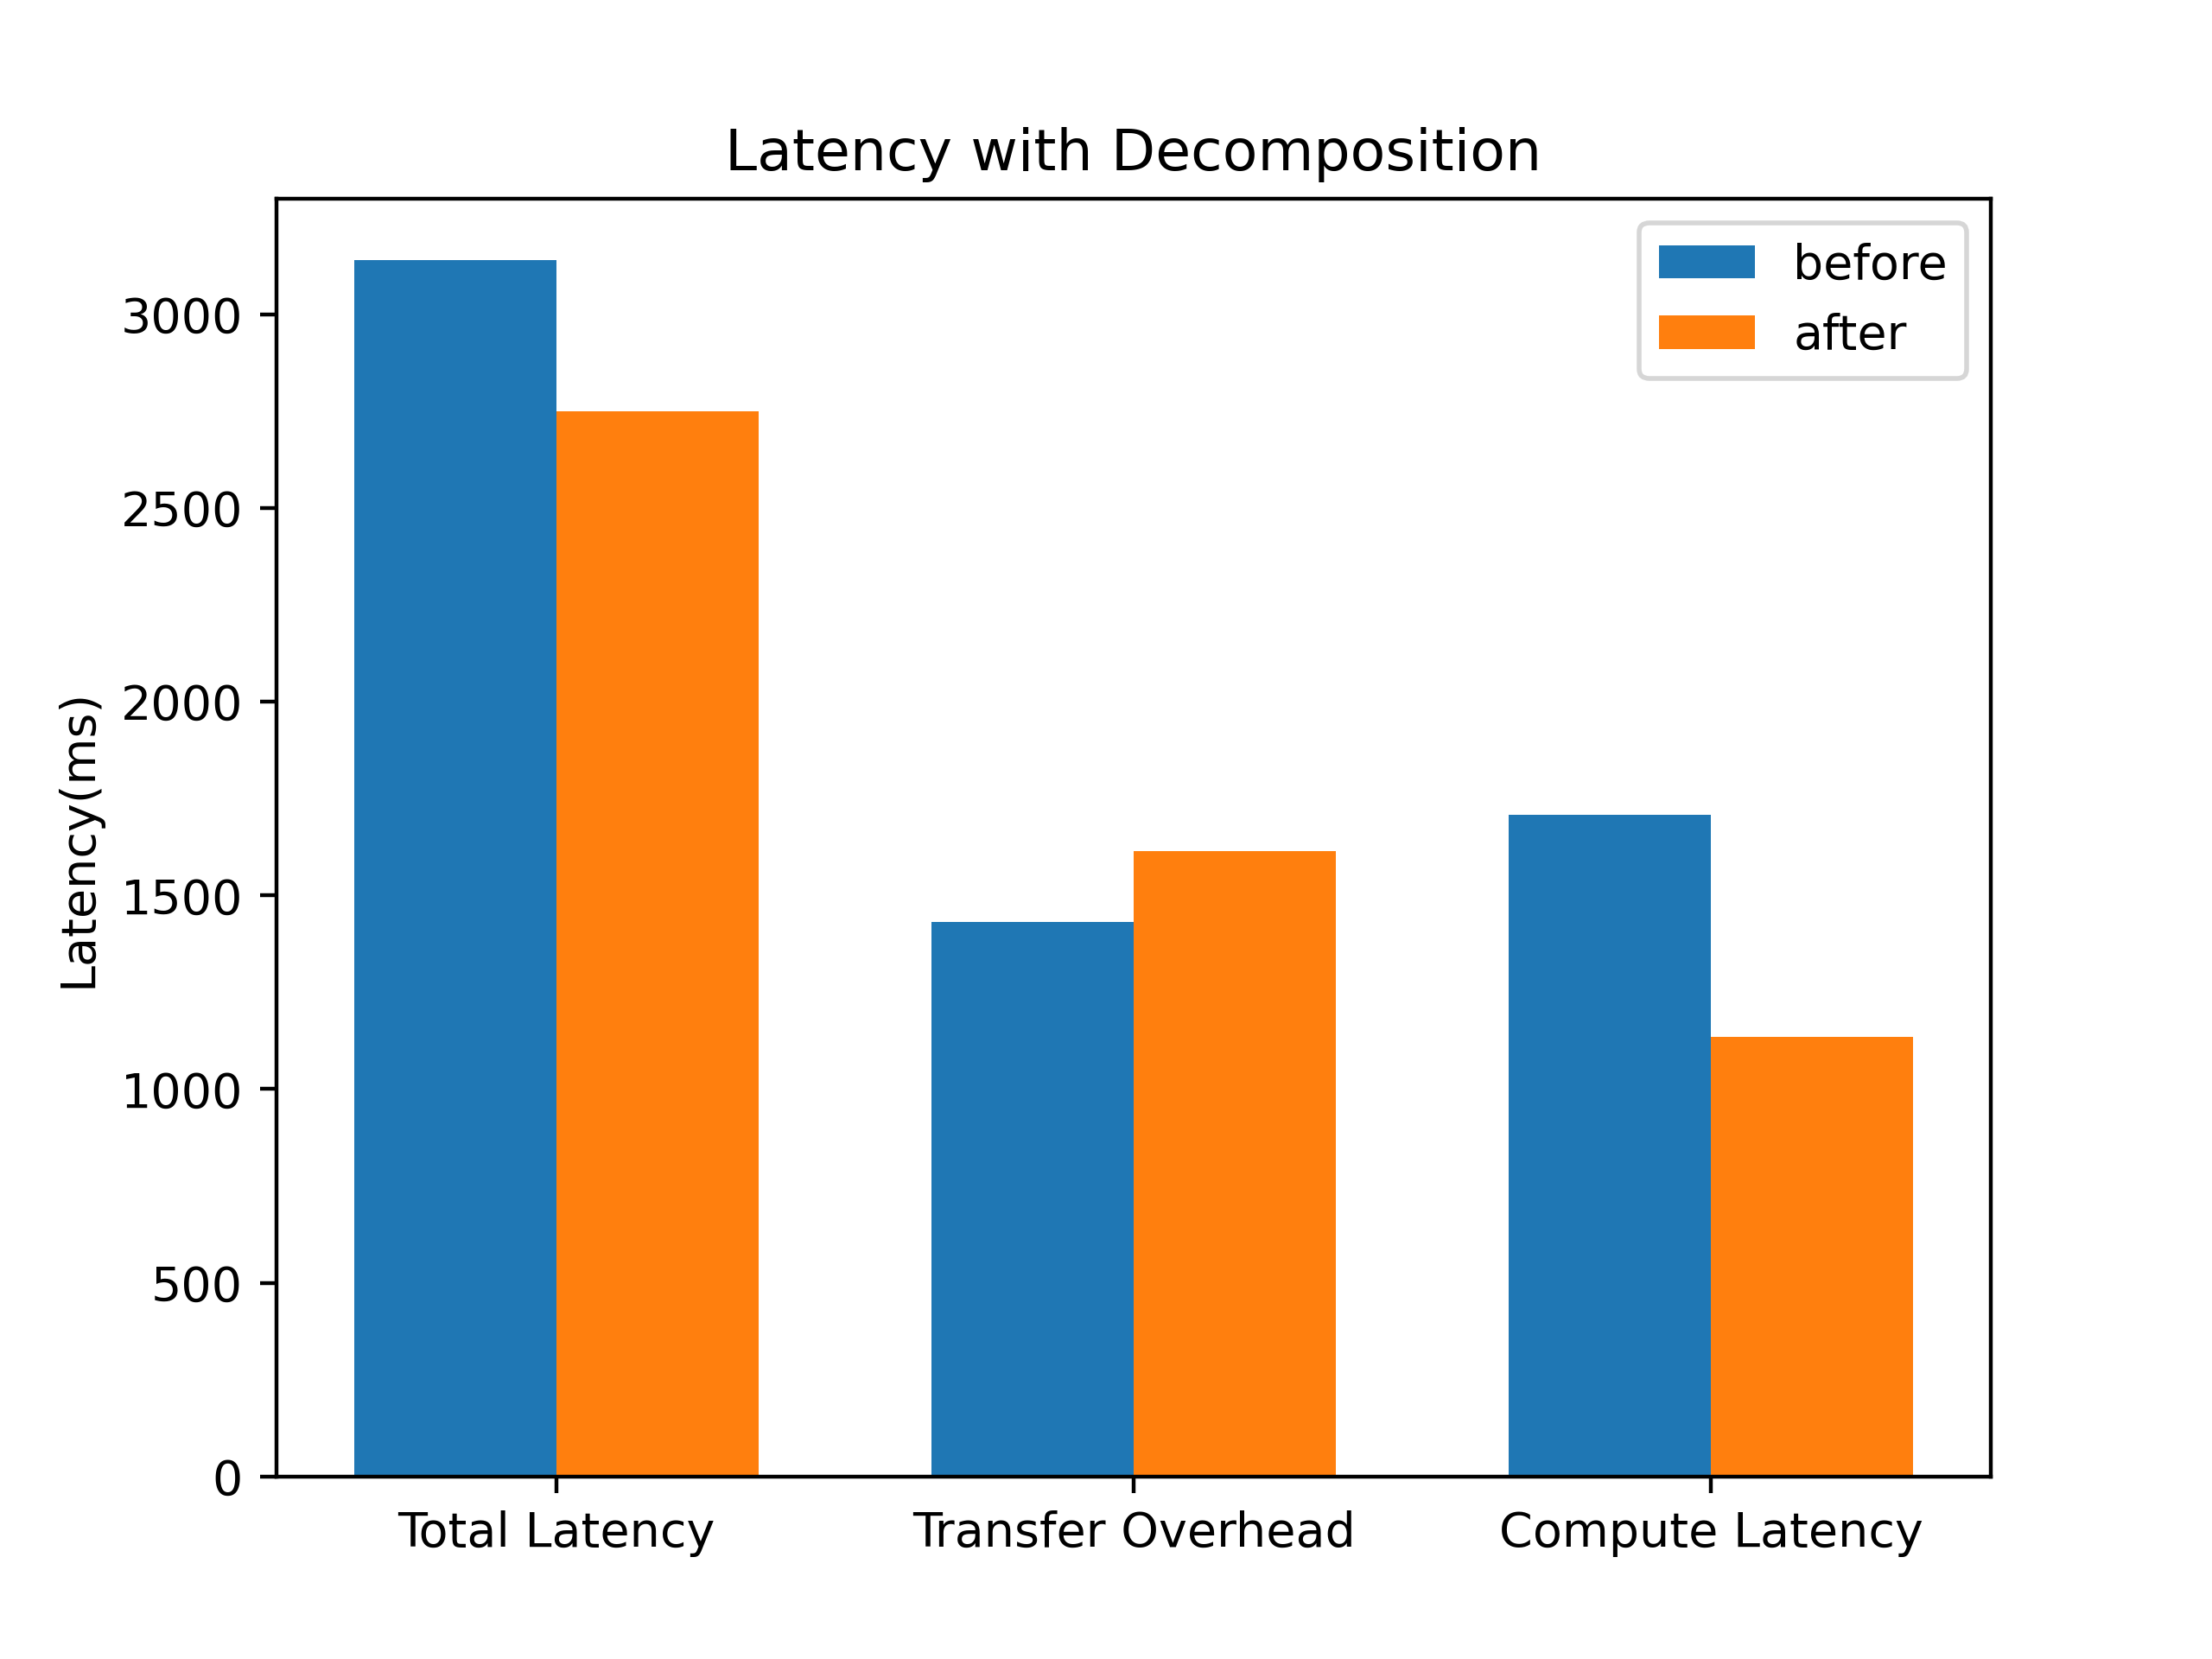 Latency with Decomposition
before
after
Latency(ms)
3000
2500
2000
1500
1000
500
0
Total Latency
Transfer Overhead
Compute Latency